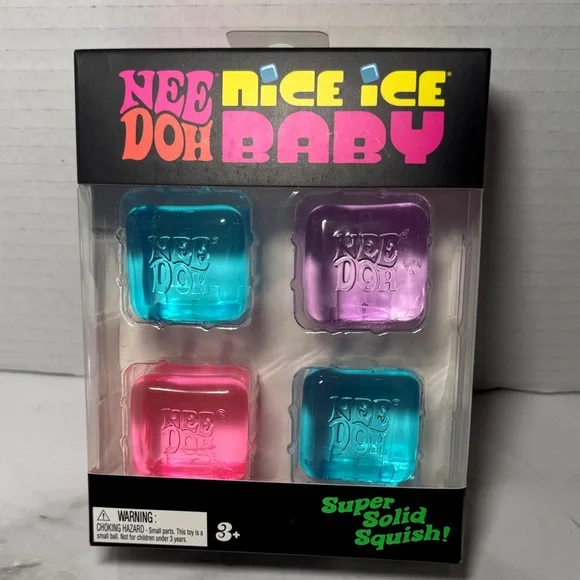 NEE DOH® NICE ICE® BABY
NEE DOH®
NEE DOH®
NEE DOH®
NEE DOH®
⚠ WARNING:
CHOKING HAZARD - Small parts. This toy is a
small ball. Not for children under 3 years.
3+
Super
Solid
Squish!